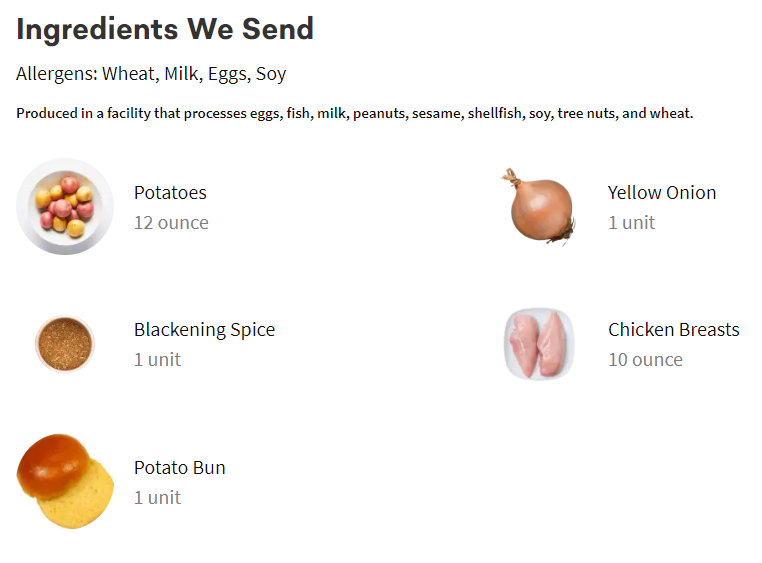 Ingredients We Send
Allergens: Wheat, Milk, Eggs, Soy
Produced in a facility that processes eggs, fish, milk, peanuts, sesame, shellfish, soy, tree nuts, and wheat.
Potatoes
12 ounce
Yellow Onion
1 unit
Blackening Spice
1 unit
Chicken Breasts
10 ounce
Potato Bun
1 unit